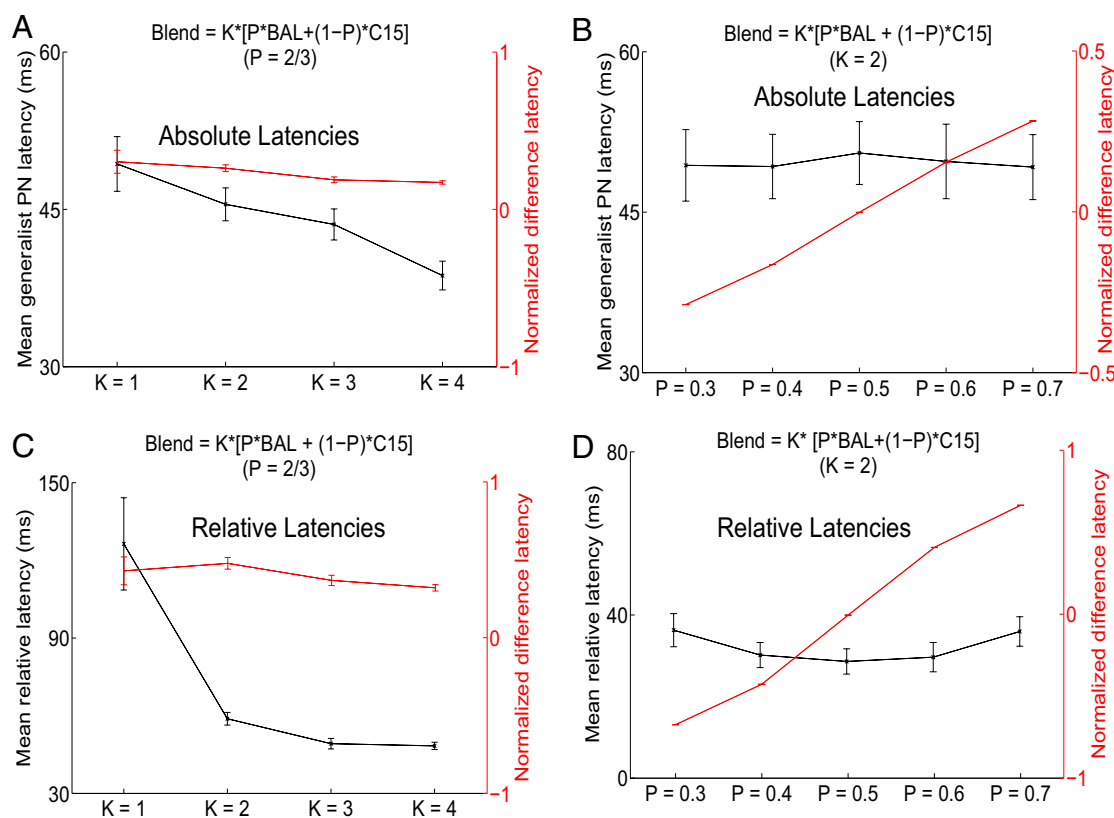 A
Blend = K*[P*BAL+(1−P)*C15]
(P = 2/3)
Absolute Latencies
Mean generalist PN latency (ms)
60
45
30
1
0
−1
Normalized difference latency
K = 1 K = 2 K = 3 K = 4
B
Blend = K*[P*BAL + (1−P)*C15]
(K = 2)
Absolute Latencies
Mean generalist PN latency (ms)
60
45
30
0.5
0
−0.5
Normalized difference latency
P = 0.3 P = 0.4 P = 0.5 P = 0.6 P = 0.7
C
Blend = K*[P*BAL + (1−P)*C15]
(P = 2/3)
Relative Latencies
Mean relative latency (ms)
150
90
30
1
0
−1
Normalized difference latency
K = 1 K = 2 K = 3 K = 4
D
Blend = K* [P*BAL+(1−P)*C15]
(K = 2)
Relative Latencies
Mean relative latency (ms)
80
40
0
1
0
−1
Normalized difference latency
P = 0.3 P = 0.4 P = 0.5 P = 0.6 P = 0.7